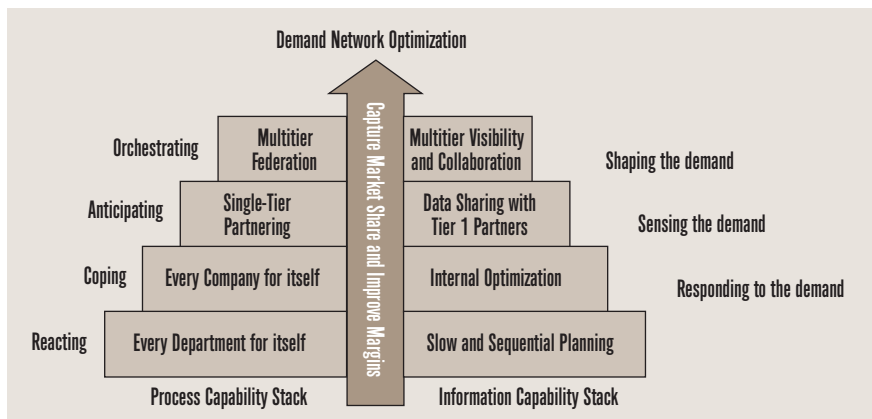 Demand Network Optimization
Capture Market Share and Improve Margins
Orchestrating
Multitier
Federation
Multitier Visibility
and Collaboration
Shaping the demand
Anticipating
Single-Tier
Partnering
Data Sharing with
Tier 1 Partners
Sensing the demand
Coping
Every Company for itself
Internal Optimization
Responding to the demand
Reacting
Every Department for itself
Slow and Sequential Planning
Process Capability Stack
Information Capability Stack